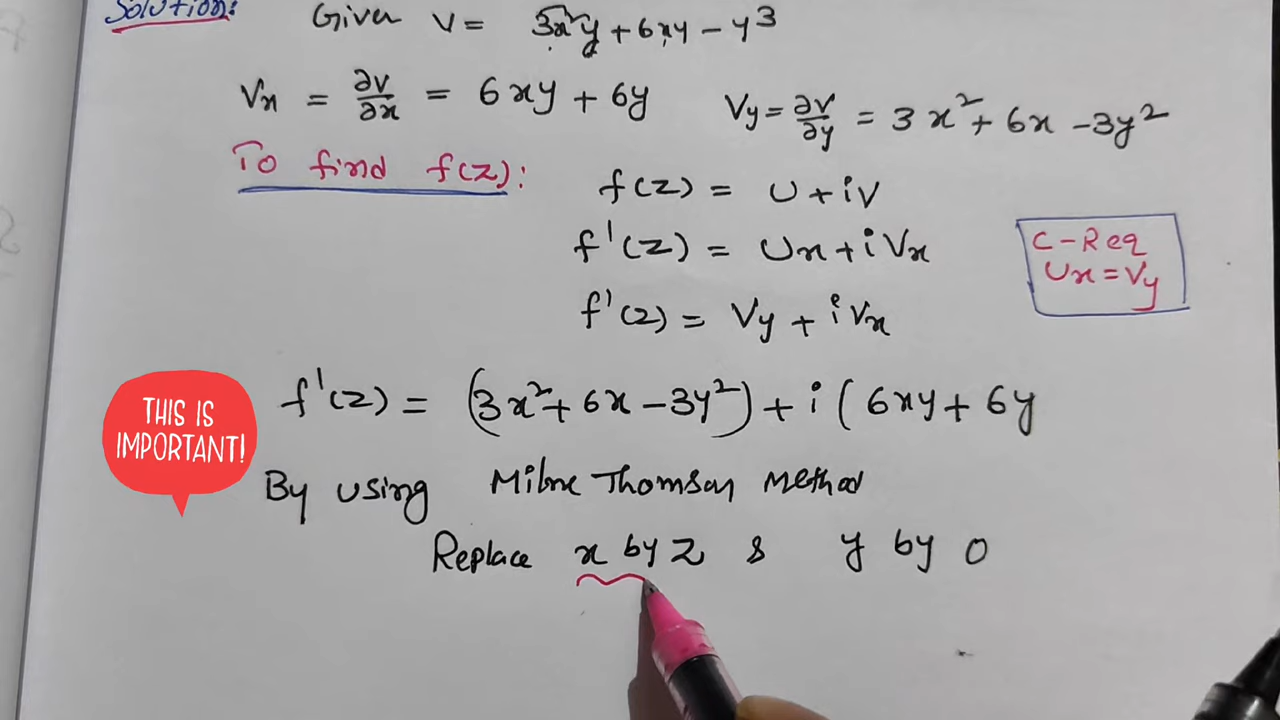 Solution:
Given v = 3x²y + 6xy - y³
Vx = ∂v/∂x = 6xy + 6y Vy = ∂v/∂y = 3x² + 6x - 3y²
To find f(z):
f(z) = U + iV
f'(z) = Ux + iVx
C-Req
Ux = Vy
f'(z) = Vy + iVx
f'(z) = (3x² + 6x - 3y²) + i(6xy + 6y
THIS IS
IMPORTANT!
By using Milne Thomson Method
Replace x by z & y by 0